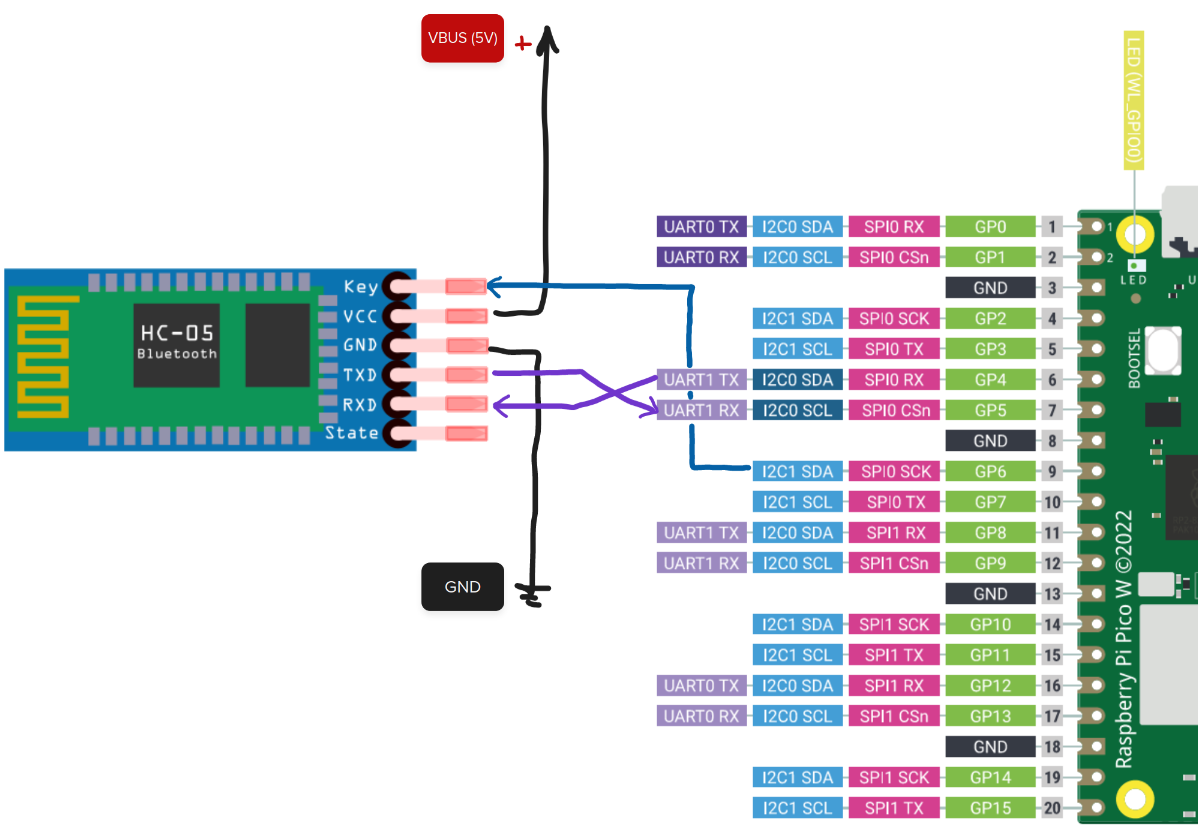 VBUS (5V) +
LED (WL_GPIO0)
UART0 TX I2C0 SDA SPI0 RX GP0 1 1
UART0 RX I2C0 SCL SPI0 CSn GP1 2 2
LED U
Key GND 3
VCC I2C1 SDA SPI0 SCK GP2 4
HC-05
Bluetooth
GND I2C1 SCL SPI0 TX GP3 5
BOOTSEL
TXD UART1 TX I2C0 SDA SPI0 RX GP4 6
RXD UART1 RX I2C0 SCL SPI0 CSn GP5 7
State GND 8
I2C1 SDA SPI0 SCK GP6 9
I2C1 SCL SPI0 TX GP7 10
UART1 TX I2C0 SDA SPI1 RX GP8 11
UART1 RX I2C0 SCL SPI1 CSn GP9 12
GND
GND 13
I2C1 SDA SPI1 SCK GP10 14
I2C1 SCL SPI1 TX GP11 15
UART0 TX I2C0 SDA SPI1 RX GP12 16
UART0 RX I2C0 SCL SPI1 CSn GP13 17
GND 18
I2C1 SDA SPI1 SCK GP14 19
I2C1 SCL SPI1 TX GP15 20
Raspberry Pi Pico W ©2022